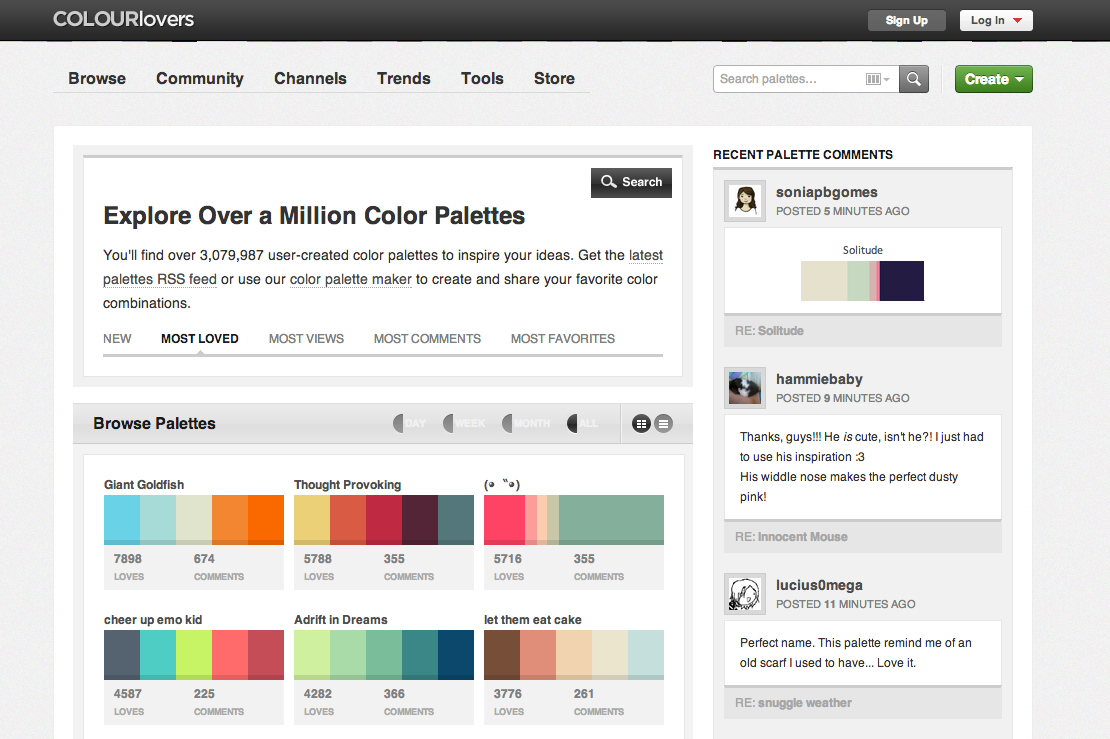 COLOURlovers
Sign Up
Log In
Browse
Community
Channels
Trends
Tools
Store
Search palettes...
Create
Search
Explore Over a Million Color Palettes
You'll find over 3,079,987 user-created color palettes to inspire your ideas. Get the latest
palettes RSS feed or use our color palette maker to create and share your favorite color
combinations.
NEW
MOST LOVED
MOST VIEWS
MOST COMMENTS
MOST FAVORITES
Browse Palettes
DAY
WEEK
MONTH
ALL
Giant Goldfish
7898
674
LOVES
COMMENTS
Thought Provoking
5788
355
LOVES
COMMENTS
5716
355
LOVES
COMMENTS
cheer up emo kid
4587
225
LOVES
COMMENTS
Adrift in Dreams
4282
366
LOVES
COMMENTS
let them eat cake
3776
261
LOVES
COMMENTS
RECENT PALETTE COMMENTS
soniapbgomes
POSTED 5 MINUTES AGO
Solitude
RE: Solitude
hammiebaby
POSTED 9 MINUTES AGO
Thanks, guys!!! He is cute, isn't he?! I just had
to use his inspiration :3
His widdle nose makes the perfect dusty
pink!
RE: Innocent Mouse
lucius0mega
POSTED 11 MINUTES AGO
Perfect name. This palette remind me of an
old scarf I used to have... Love it.
RE: snuggle weather